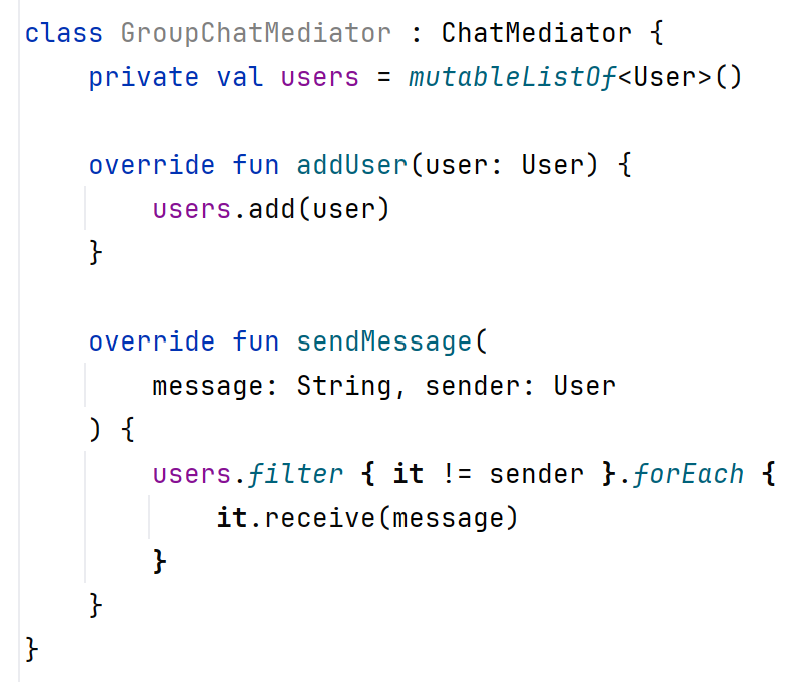 class GroupChatMediator : ChatMediator {
    private val users = mutableListOf<User>()

    override fun addUser(user: User) {
        users.add(user)
    }

    override fun sendMessage(
        message: String, sender: User
    ) {
        users.filter { it != sender }.forEach {
            it.receive(message)
        }
    }
}